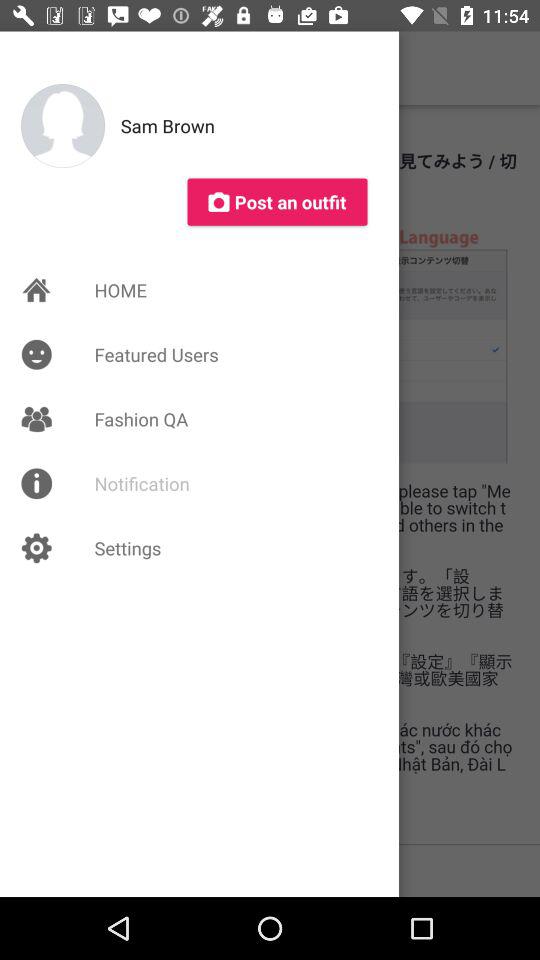 FAKE
11:54
Sam Brown
見てみよう / 切
Post an outfit
Language
示コンテンツ切替
HOME
Featured Users
Fashion QA
please tap "Me
Notification
ble to switch t
d others in the
Settings
す。「設
言語を選択しま
ンツを切り替
『設定』『顯示
灣或歐美國家
ác nước khác
ts", sau đó chọ
Nhật Bản, Đài L